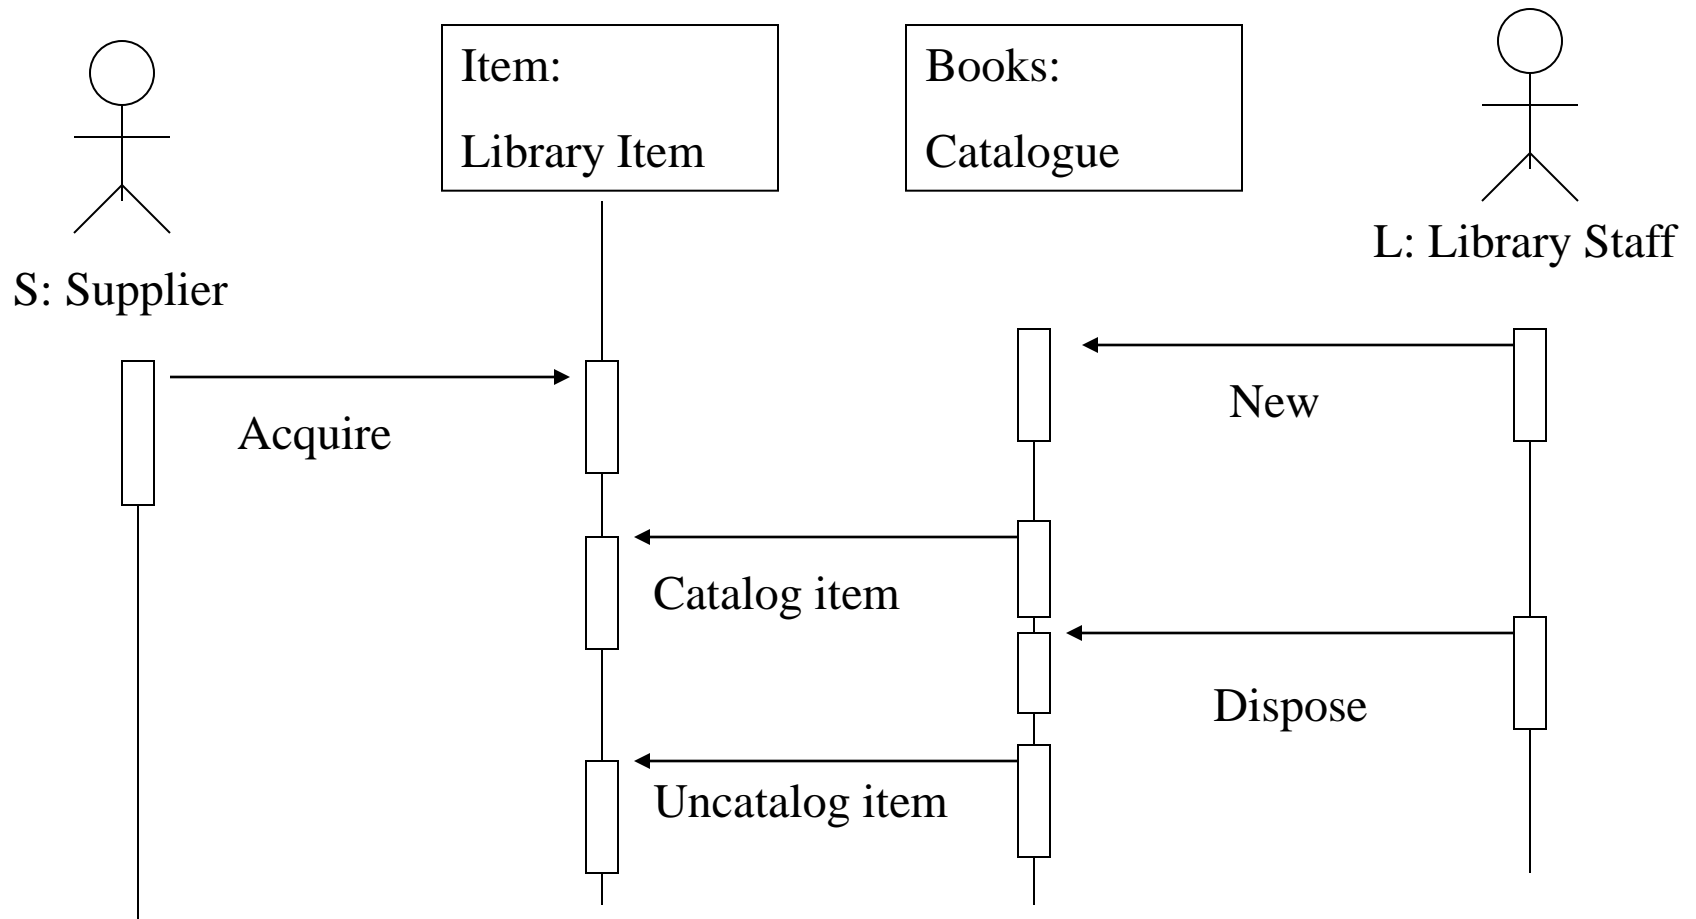 Item:
Library Item
Books:
Catalogue
S: Supplier
L: Library Staff
Acquire
New
Catalog item
Dispose
Uncatalog item